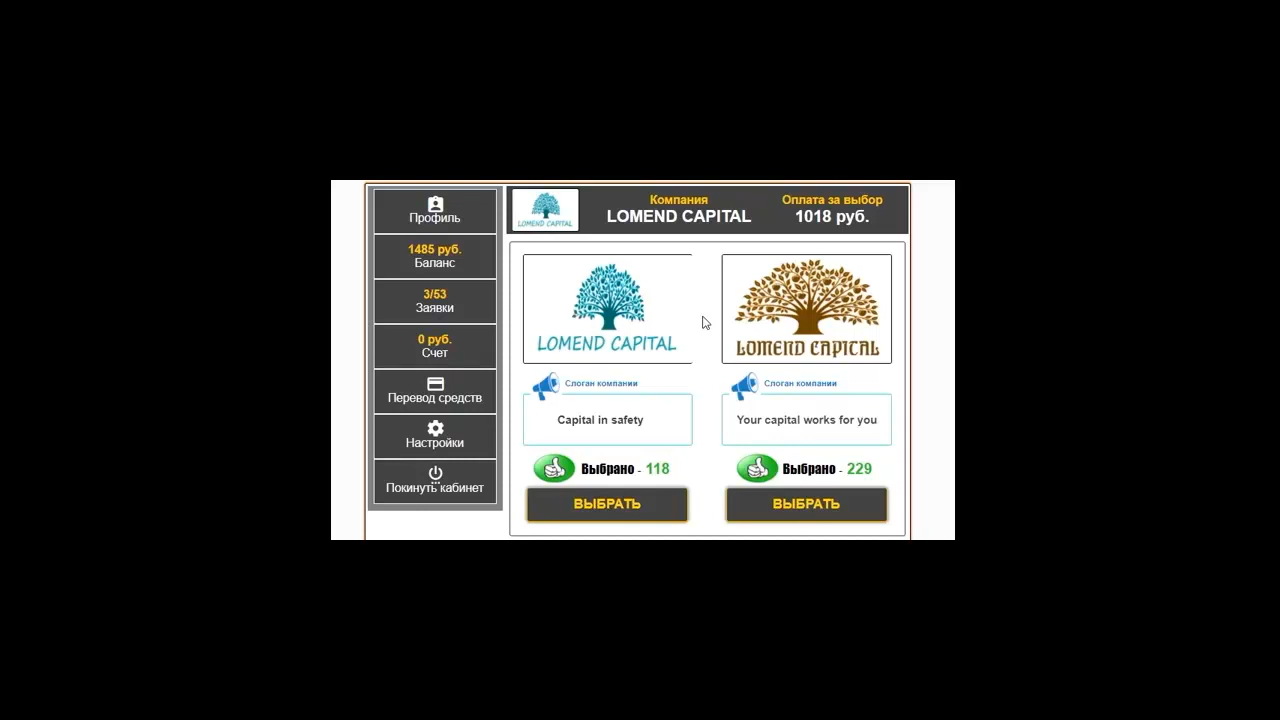 Профиль
1485 руб.
Баланс
3/53
Заявки
0 руб.
Счет
Перевод средств
Настройки
Покинуть кабинет
LOMEND CAPITAL
Компания
LOMEND CAPITAL
Оплата за выбор
1018 руб.
LOMEND CAPITAL
Слоган компании
Capital in safety
Выбрано - 118
ВЫБРАТЬ
LOMEND CAPITAL
Слоган компании
Your capital works for you
Выбрано - 229
ВЫБРАТЬ